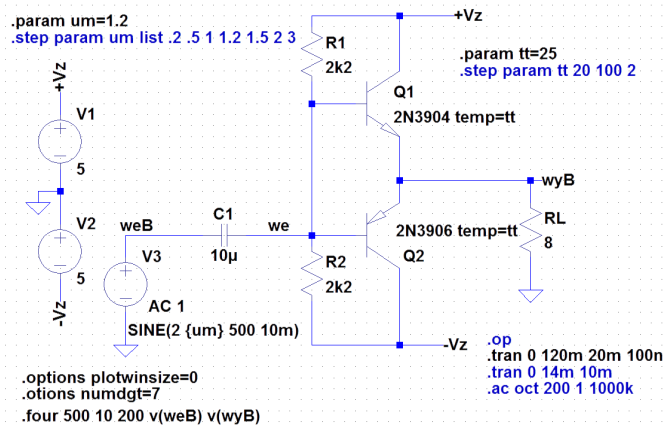 .param um=1.2
.step param um list .2 .5 1 1.2 1.5 2 3
+Vz
R1
2k2
.param tt=25
.step param tt 20 100 2
+Vz
V1
5
Q1
2N3904 temp=tt
wyB
V2
5
weB
C1
10µ
we
2N3906 temp=tt
Q2
RL
8
V3
R2
2k2
-Vz
AC 1
SINE(2 {um} 500 10m)
-Vz
.op
.tran 0 120m 20m 100n
.tran 0 14m 10m
.ac oct 200 1 1000k
.options plotwinsize=0
.otions numdgt=7
.four 500 10 200 v(weB) v(wyB)